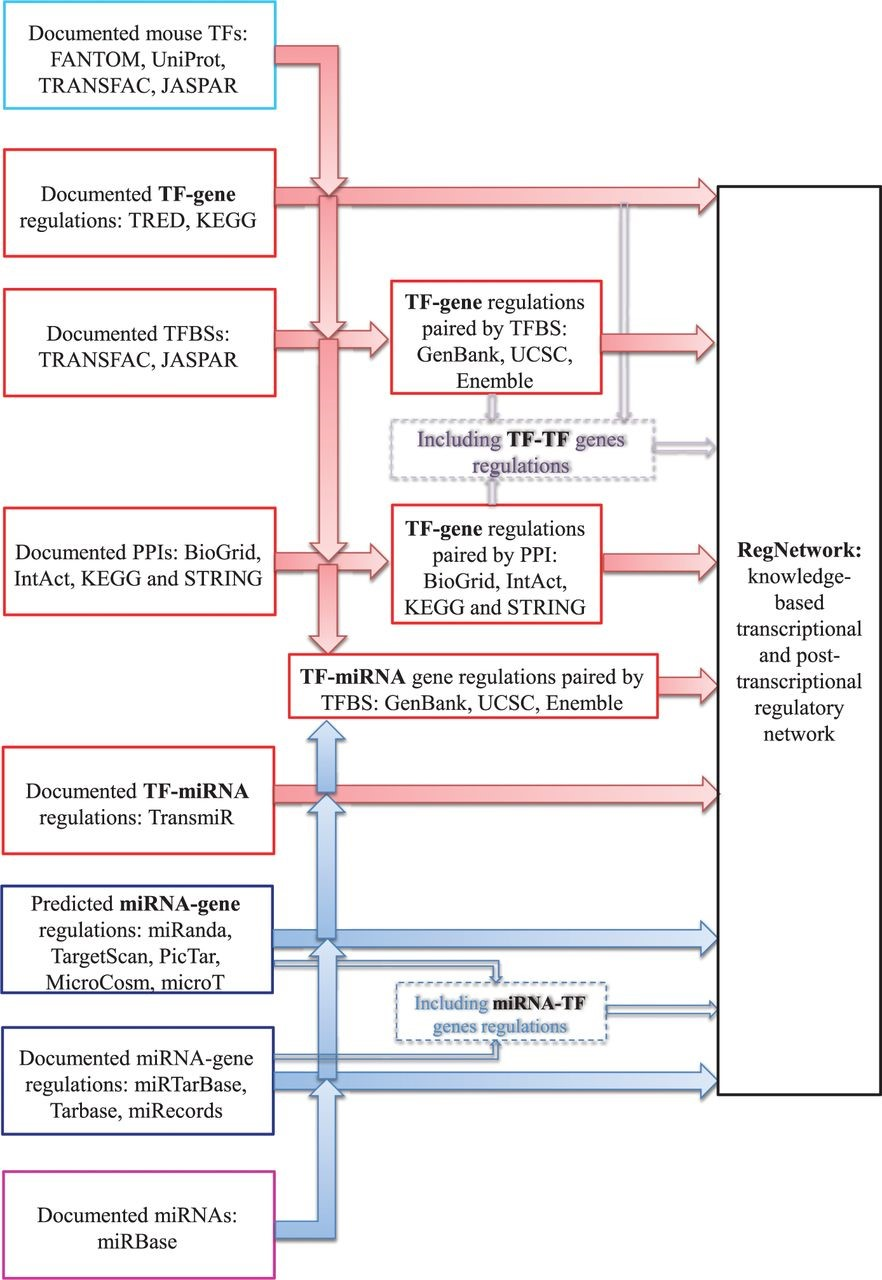 Documented mouse TFs:
FANTOM, UniProt,
TRANSFAC, JASPAR
Documented TF-gene
regulations: TRED, KEGG
Documented TFBSs:
TRANSFAC, JASPAR
TF-gene regulations
paired by TFBS:
GenBank, UCSC,
Enemble
Including TF-TF genes
regulations
Documented PPIs: BioGrid,
IntAct, KEGG and STRING
TF-gene regulations
paired by PPI:
BioGrid, IntAct,
KEGG and STRING
RegNetwork:
knowledge-
based
transcriptional
and post-
transcriptional
regulatory
network
TF-miRNA gene regulations paired by
TFBS: GenBank, UCSC, Enemble
Documented TF-miRNA
regulations: TransmiR
Predicted miRNA-gene
regulations: miRanda,
TargetScan, PicTar,
MicroCosm, microT
Including miRNA-TF
genes regulations
Documented miRNA-gene
regulations: miRTarBase,
Tarbase, miRecords
Documented miRNAs:
miRBase